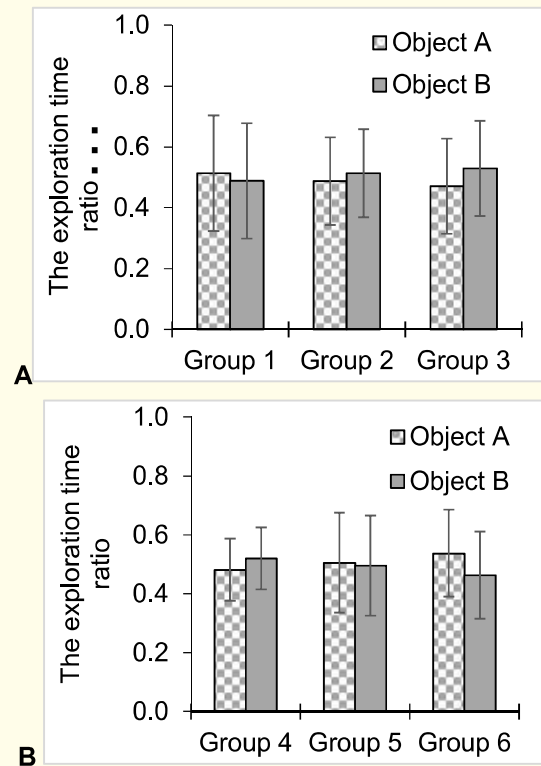 1.0
0.8
0.6
0.4
0.2
0.0
The exploration time
ratio...
Object A
Object B
Group 1 Group 2 Group 3
A
1.0
0.8
0.6
0.4
0.2
0.0
The exploration time
ratio
Object A
Object B
Group 4 Group 5 Group 6
B